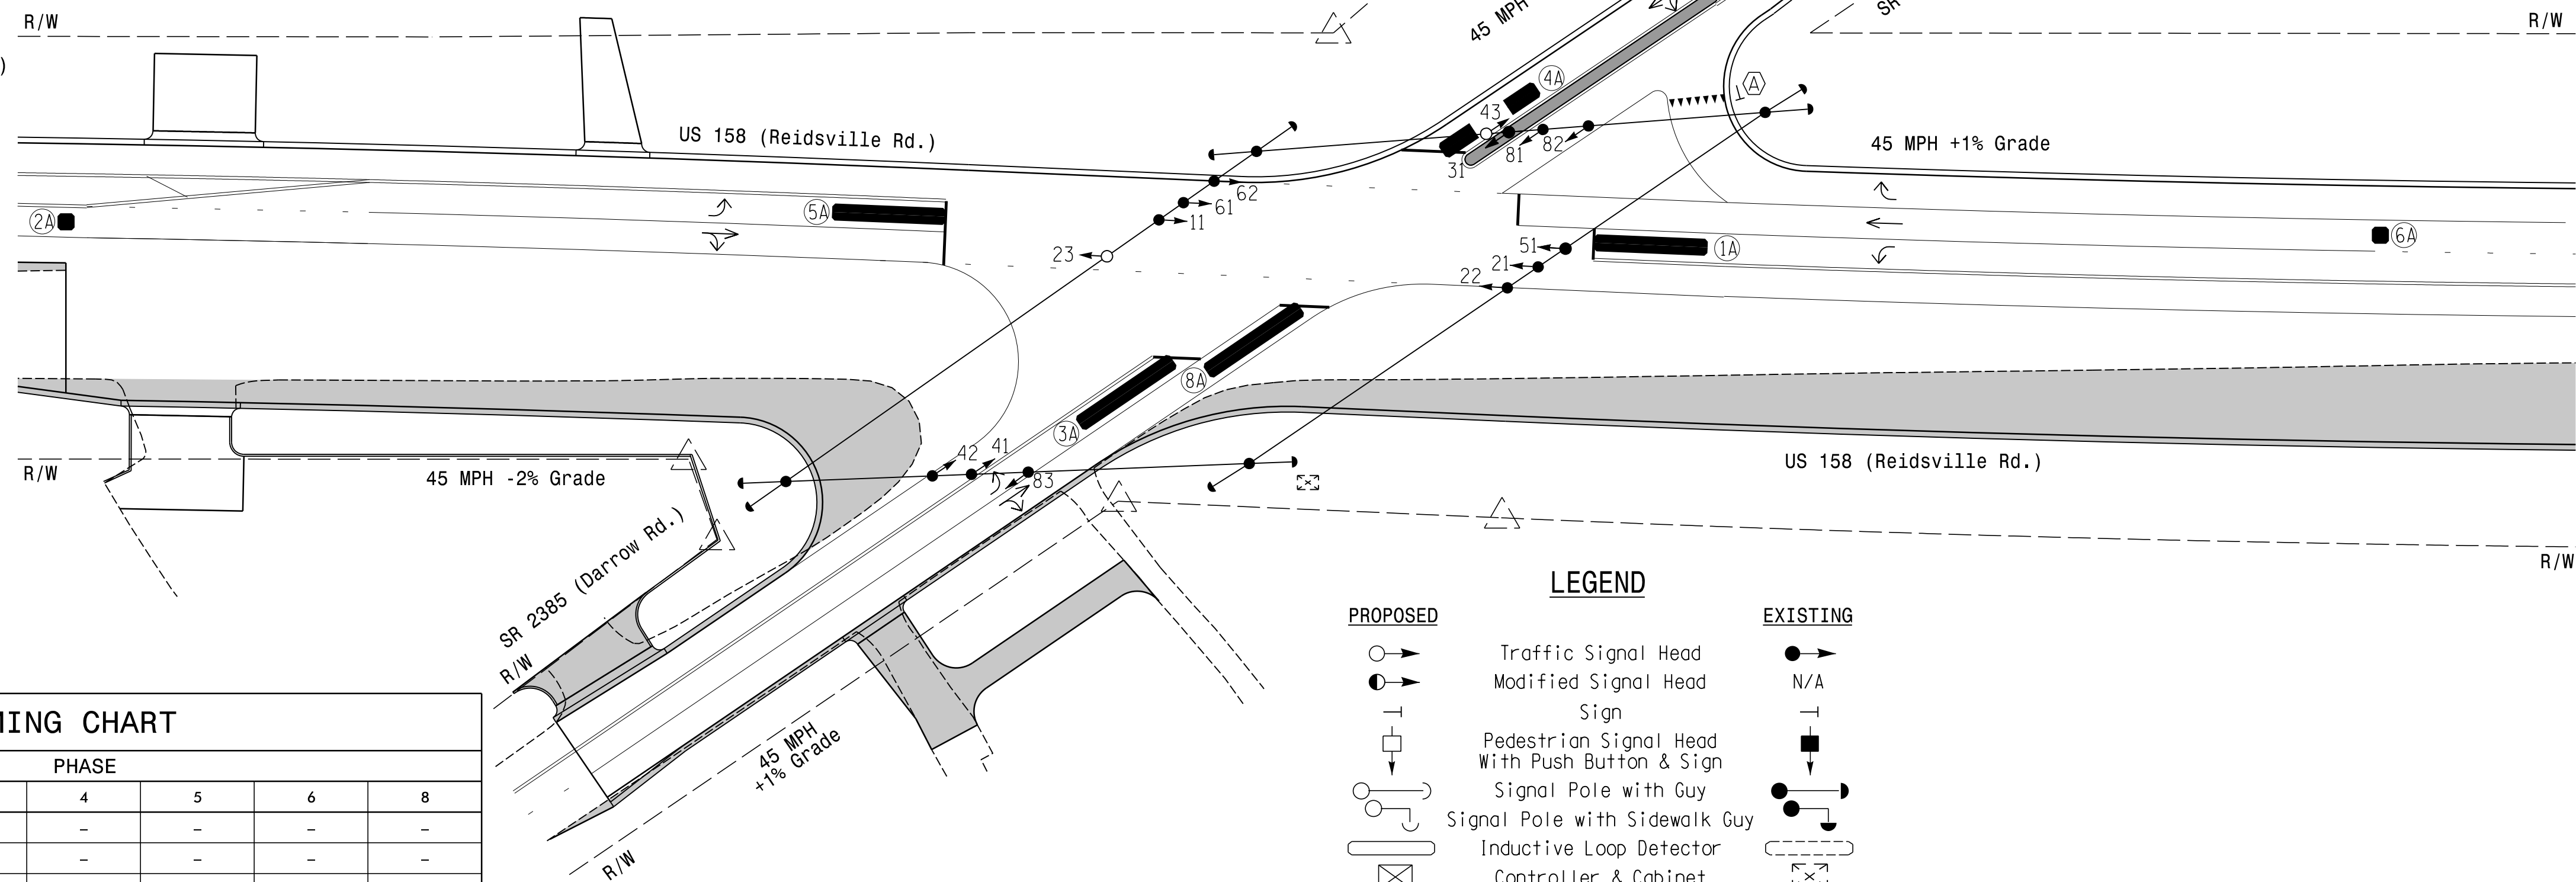 R/W
)
US 158 (Reidsville Rd.)
45 MPH
SR
R/W
4A
43
A
45 MPH +1% Grade
81
82
31
62
61
11
2A
5A
23
51
21
22
1A
6A
8A
3A
42
41
83
R/W
45 MPH -2% Grade
US 158 (Reidsville Rd.)
R/W
SR 2385 (Darrow Rd.)
R/W
45 MPH
+1% Grade
R/W
MING CHART
PHASE
4 5 6 8
- - - -
- - - -
LEGEND
PROPOSED EXISTING
Traffic Signal Head
Modified Signal Head N/A
Sign
Pedestrian Signal Head
With Push Button & Sign
Signal Pole with Guy
Signal Pole with Sidewalk Guy
Inductive Loop Detector
Controller & Cabinet